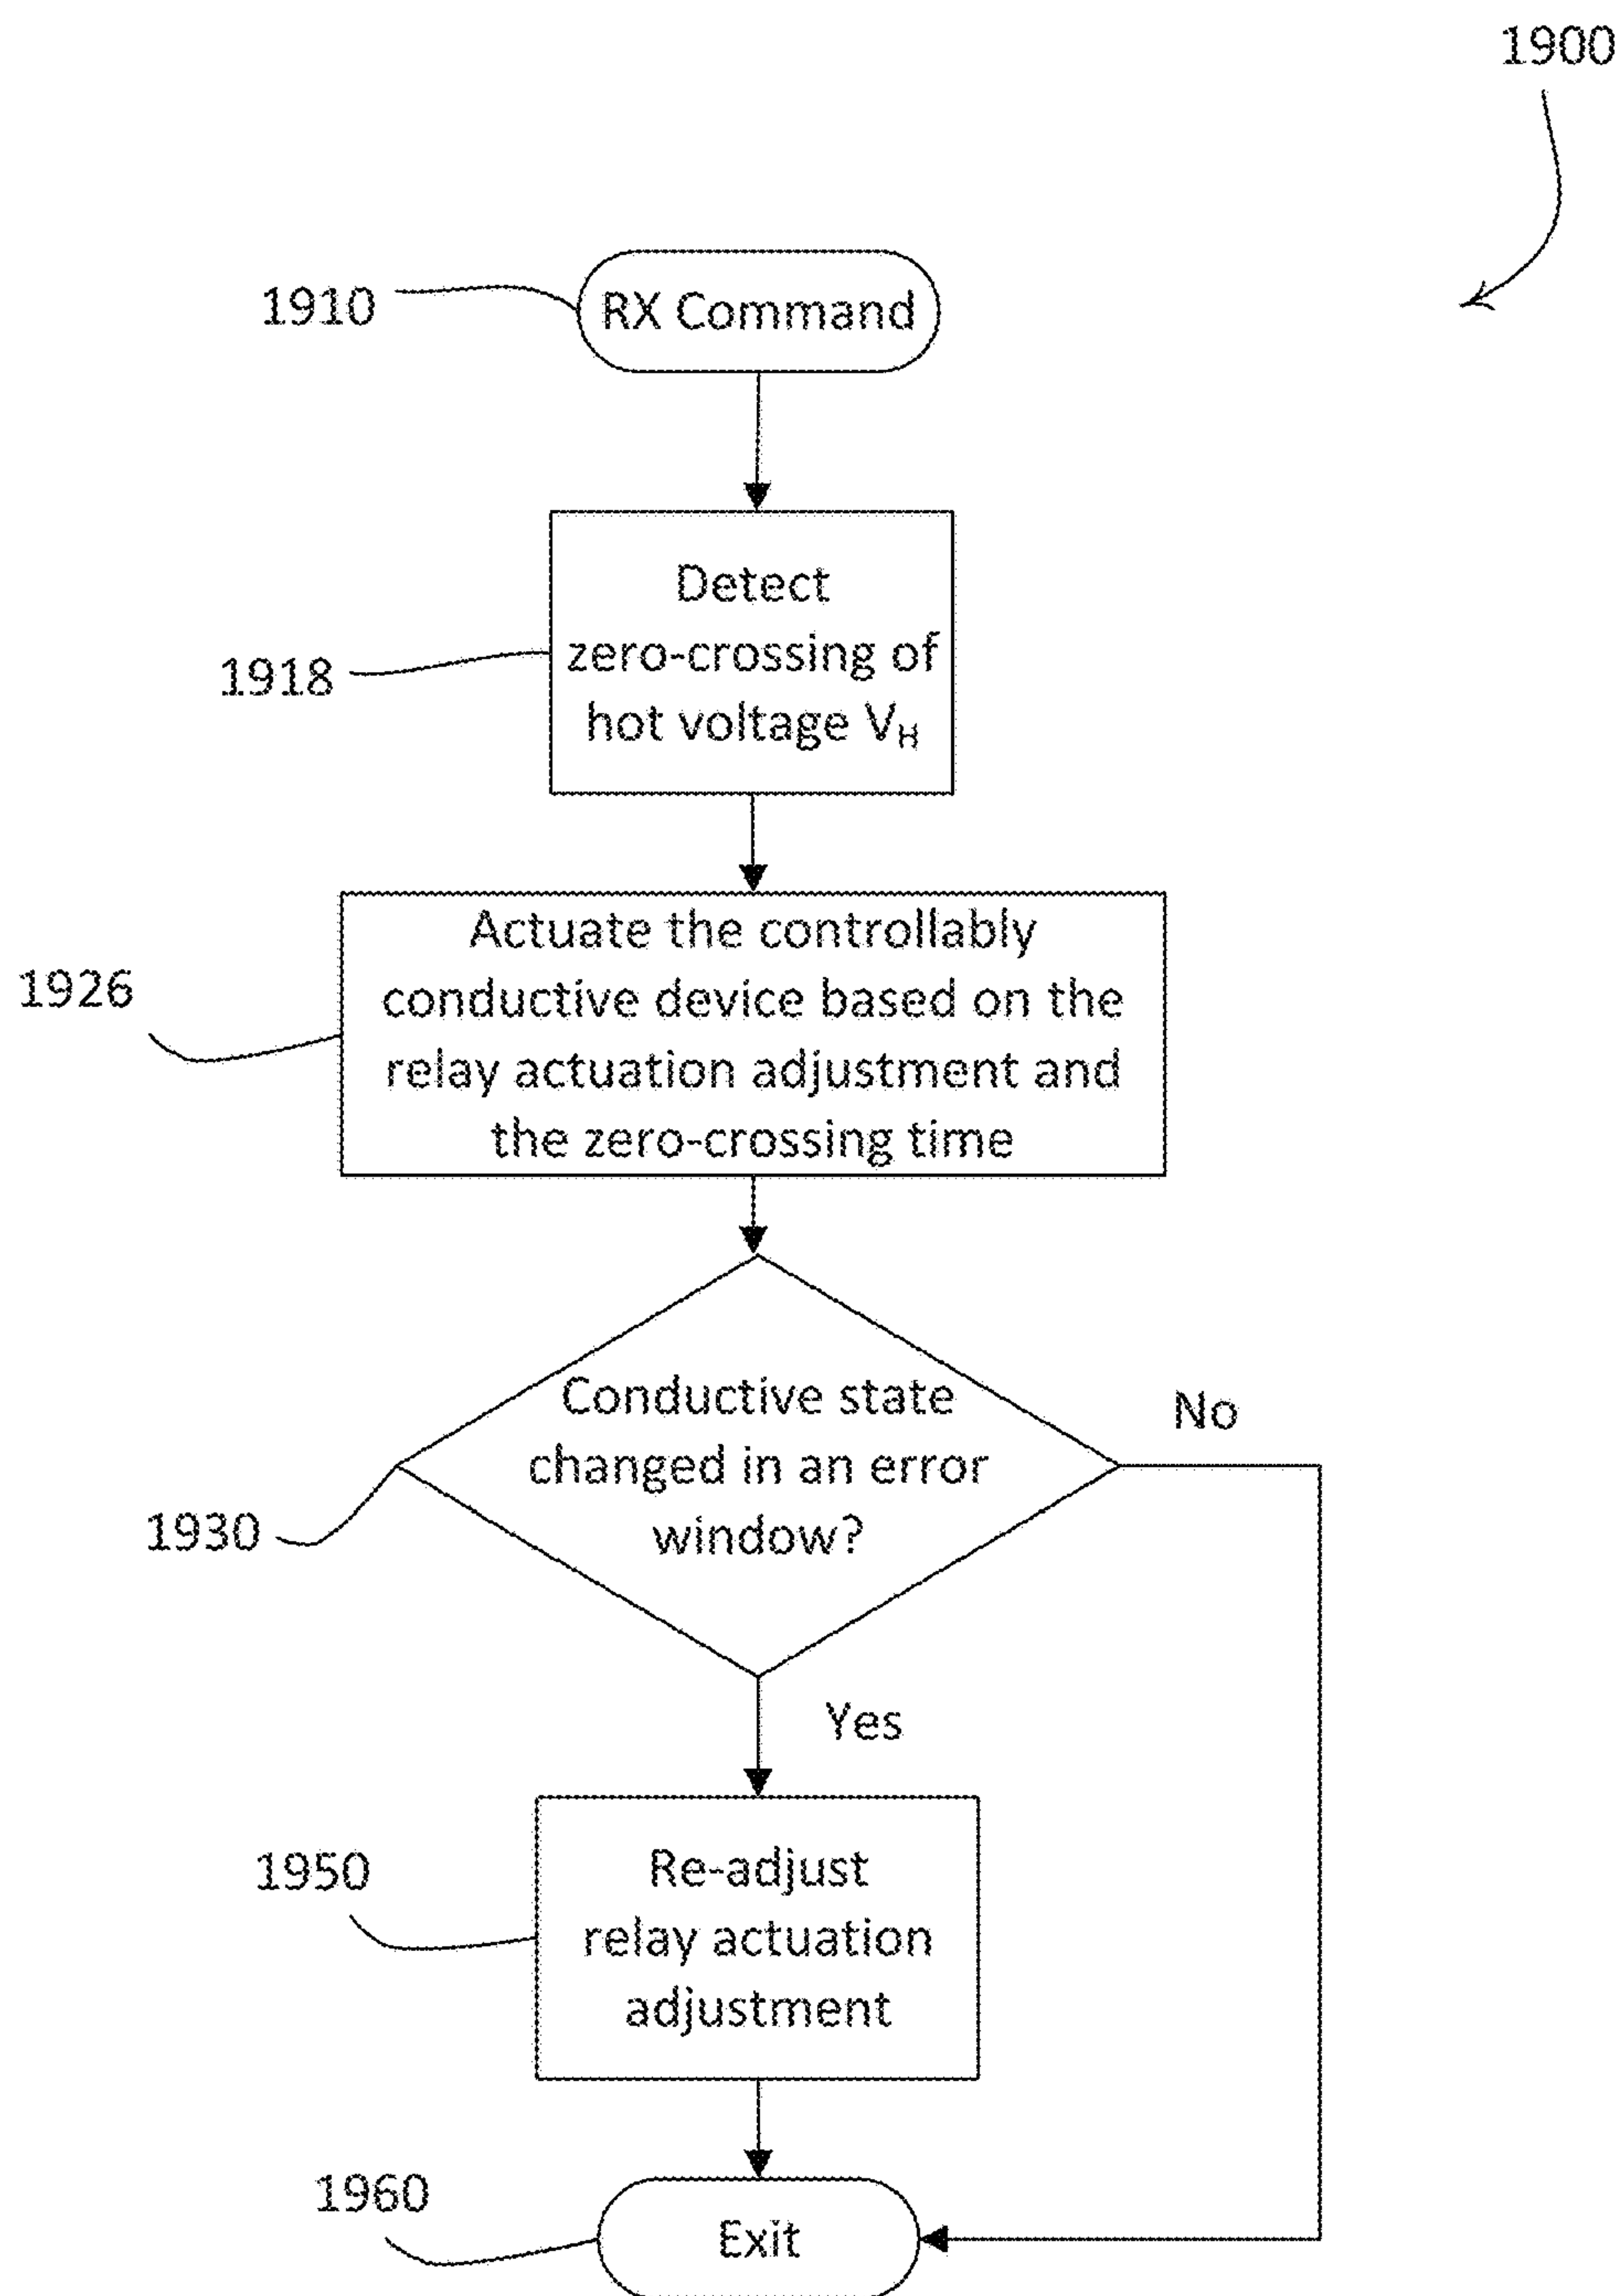 1900
1910
RX Command
Detect
zero-crossing of
hot voltage V_H
1918
Actuate the controllably
conductive device based on the
relay actuation adjustment and
the zero-crossing time
1926
Conductive state
changed in an error
window?
No
1930
Yes
Re-adjust
relay actuation
adjustment
1950
1960
Exit